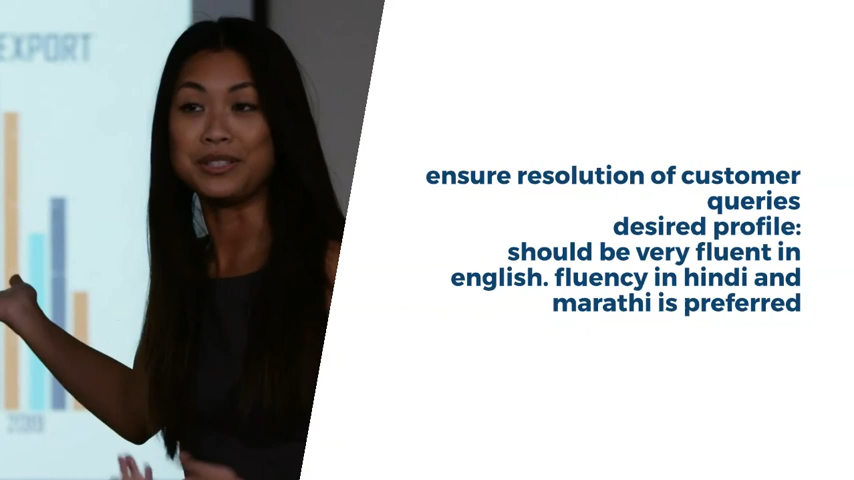 EXPORT
2018
ensure resolution of customer
queries
desired profile:
should be very fluent in
english. fluency in hindi and
marathi is preferred